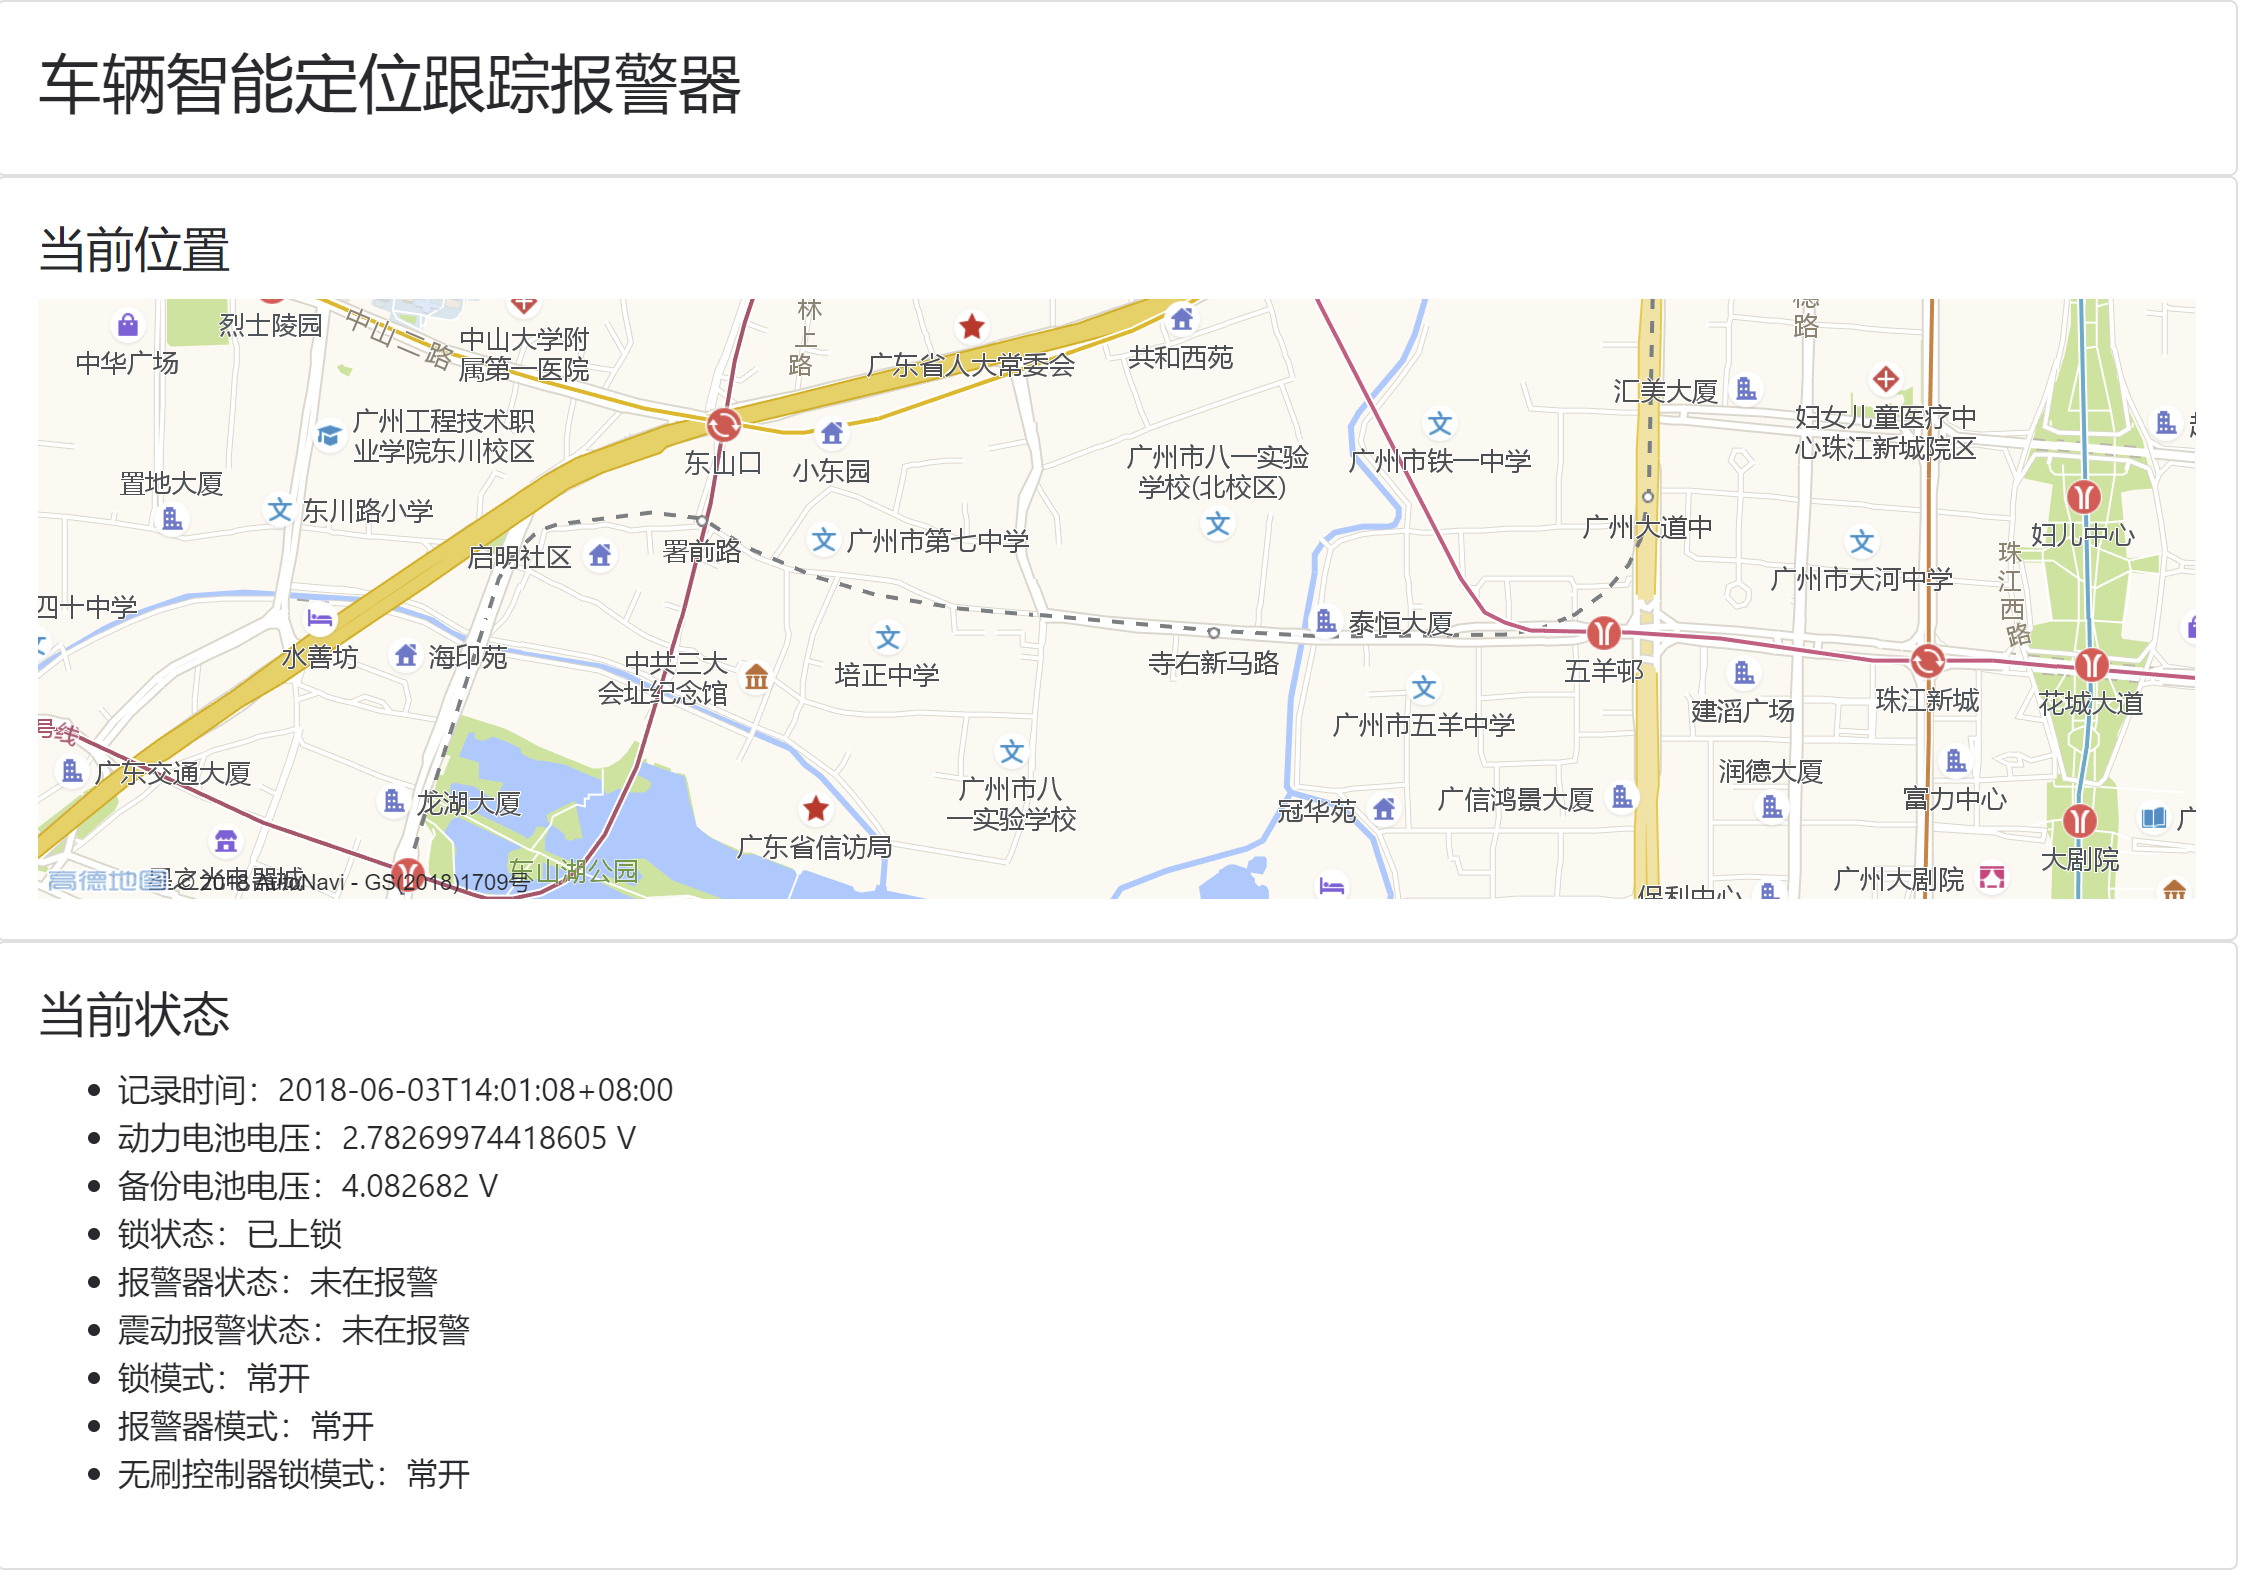 车辆智能定位跟踪报警器
当前位置
中华广场
烈士陵园
中山二路
中山大学附
属第一医院
林上路
广东省人大常委会
共和西苑
德路
汇美大厦
妇女儿童医疗中
心珠江新城院区
广州工程技术职
业学院东川校区
东山口
小东园
广州市八一实验
学校(北校区)
广州市铁一中学
置地大厦
东川路小学
启明社区
署前路
广州市第七中学
广州大道中
广州市天河中学
妇儿中心
珠江西路
四十中学
水善坊
海印苑
中共三大
会址纪念馆
培正中学
寺右新马路
泰恒大厦
五羊邨
建滔广场
珠江新城
花城大道
号线
广东交通大厦
龙湖大厦
广州市八
一实验学校
广州市五羊中学
润德大厦
富力中心
冠华苑
广信鸿景大厦
广东省信访局
东山湖公园
星之光电器城
高德地图 © 2018 AutoNavi - GS(2018)1709号
保利中心
广州大剧院
大剧院
广
当前状态
记录时间：2018-06-03T14:01:08+08:00
动力电池电压：2.78269974418605 V
备份电池电压：4.082682 V
锁状态：已上锁
报警器状态：未在报警
震动报警状态：未在报警
锁模式：常开
报警器模式：常开
无刷控制器锁模式：常开